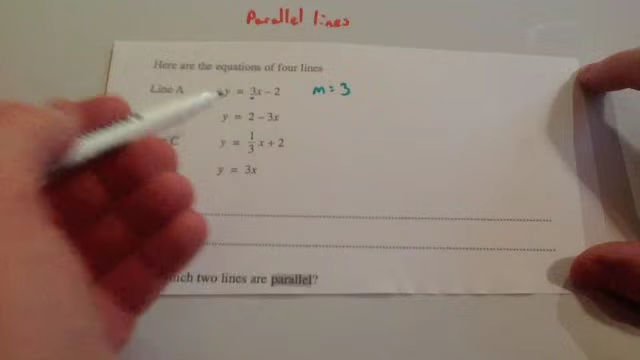 Parallel lines
Here are the equations of four lines
Line A y = 3x − 2 m = 3
y = 2 − 3x
C y = 1/3 x + 2
y = 3x
which two lines are parallel?